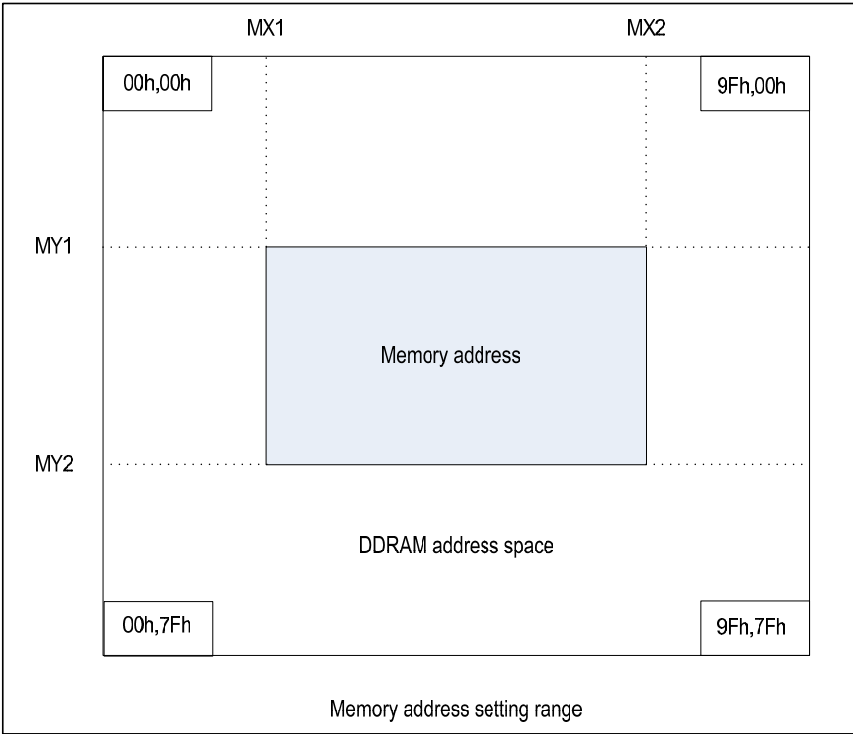 MX1 MX2
00h,00h 9Fh,00h
MY1
Memory address
MY2
DDRAM address space
00h,7Fh 9Fh,7Fh
Memory address setting range